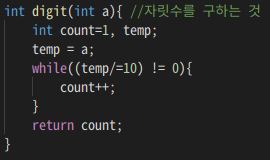 int digit(int a){ //자릿수를 구하는 것
    int count=1, temp;
    temp = a;
    while((temp/=10) != 0){
        count++;
    }
    return count;
}